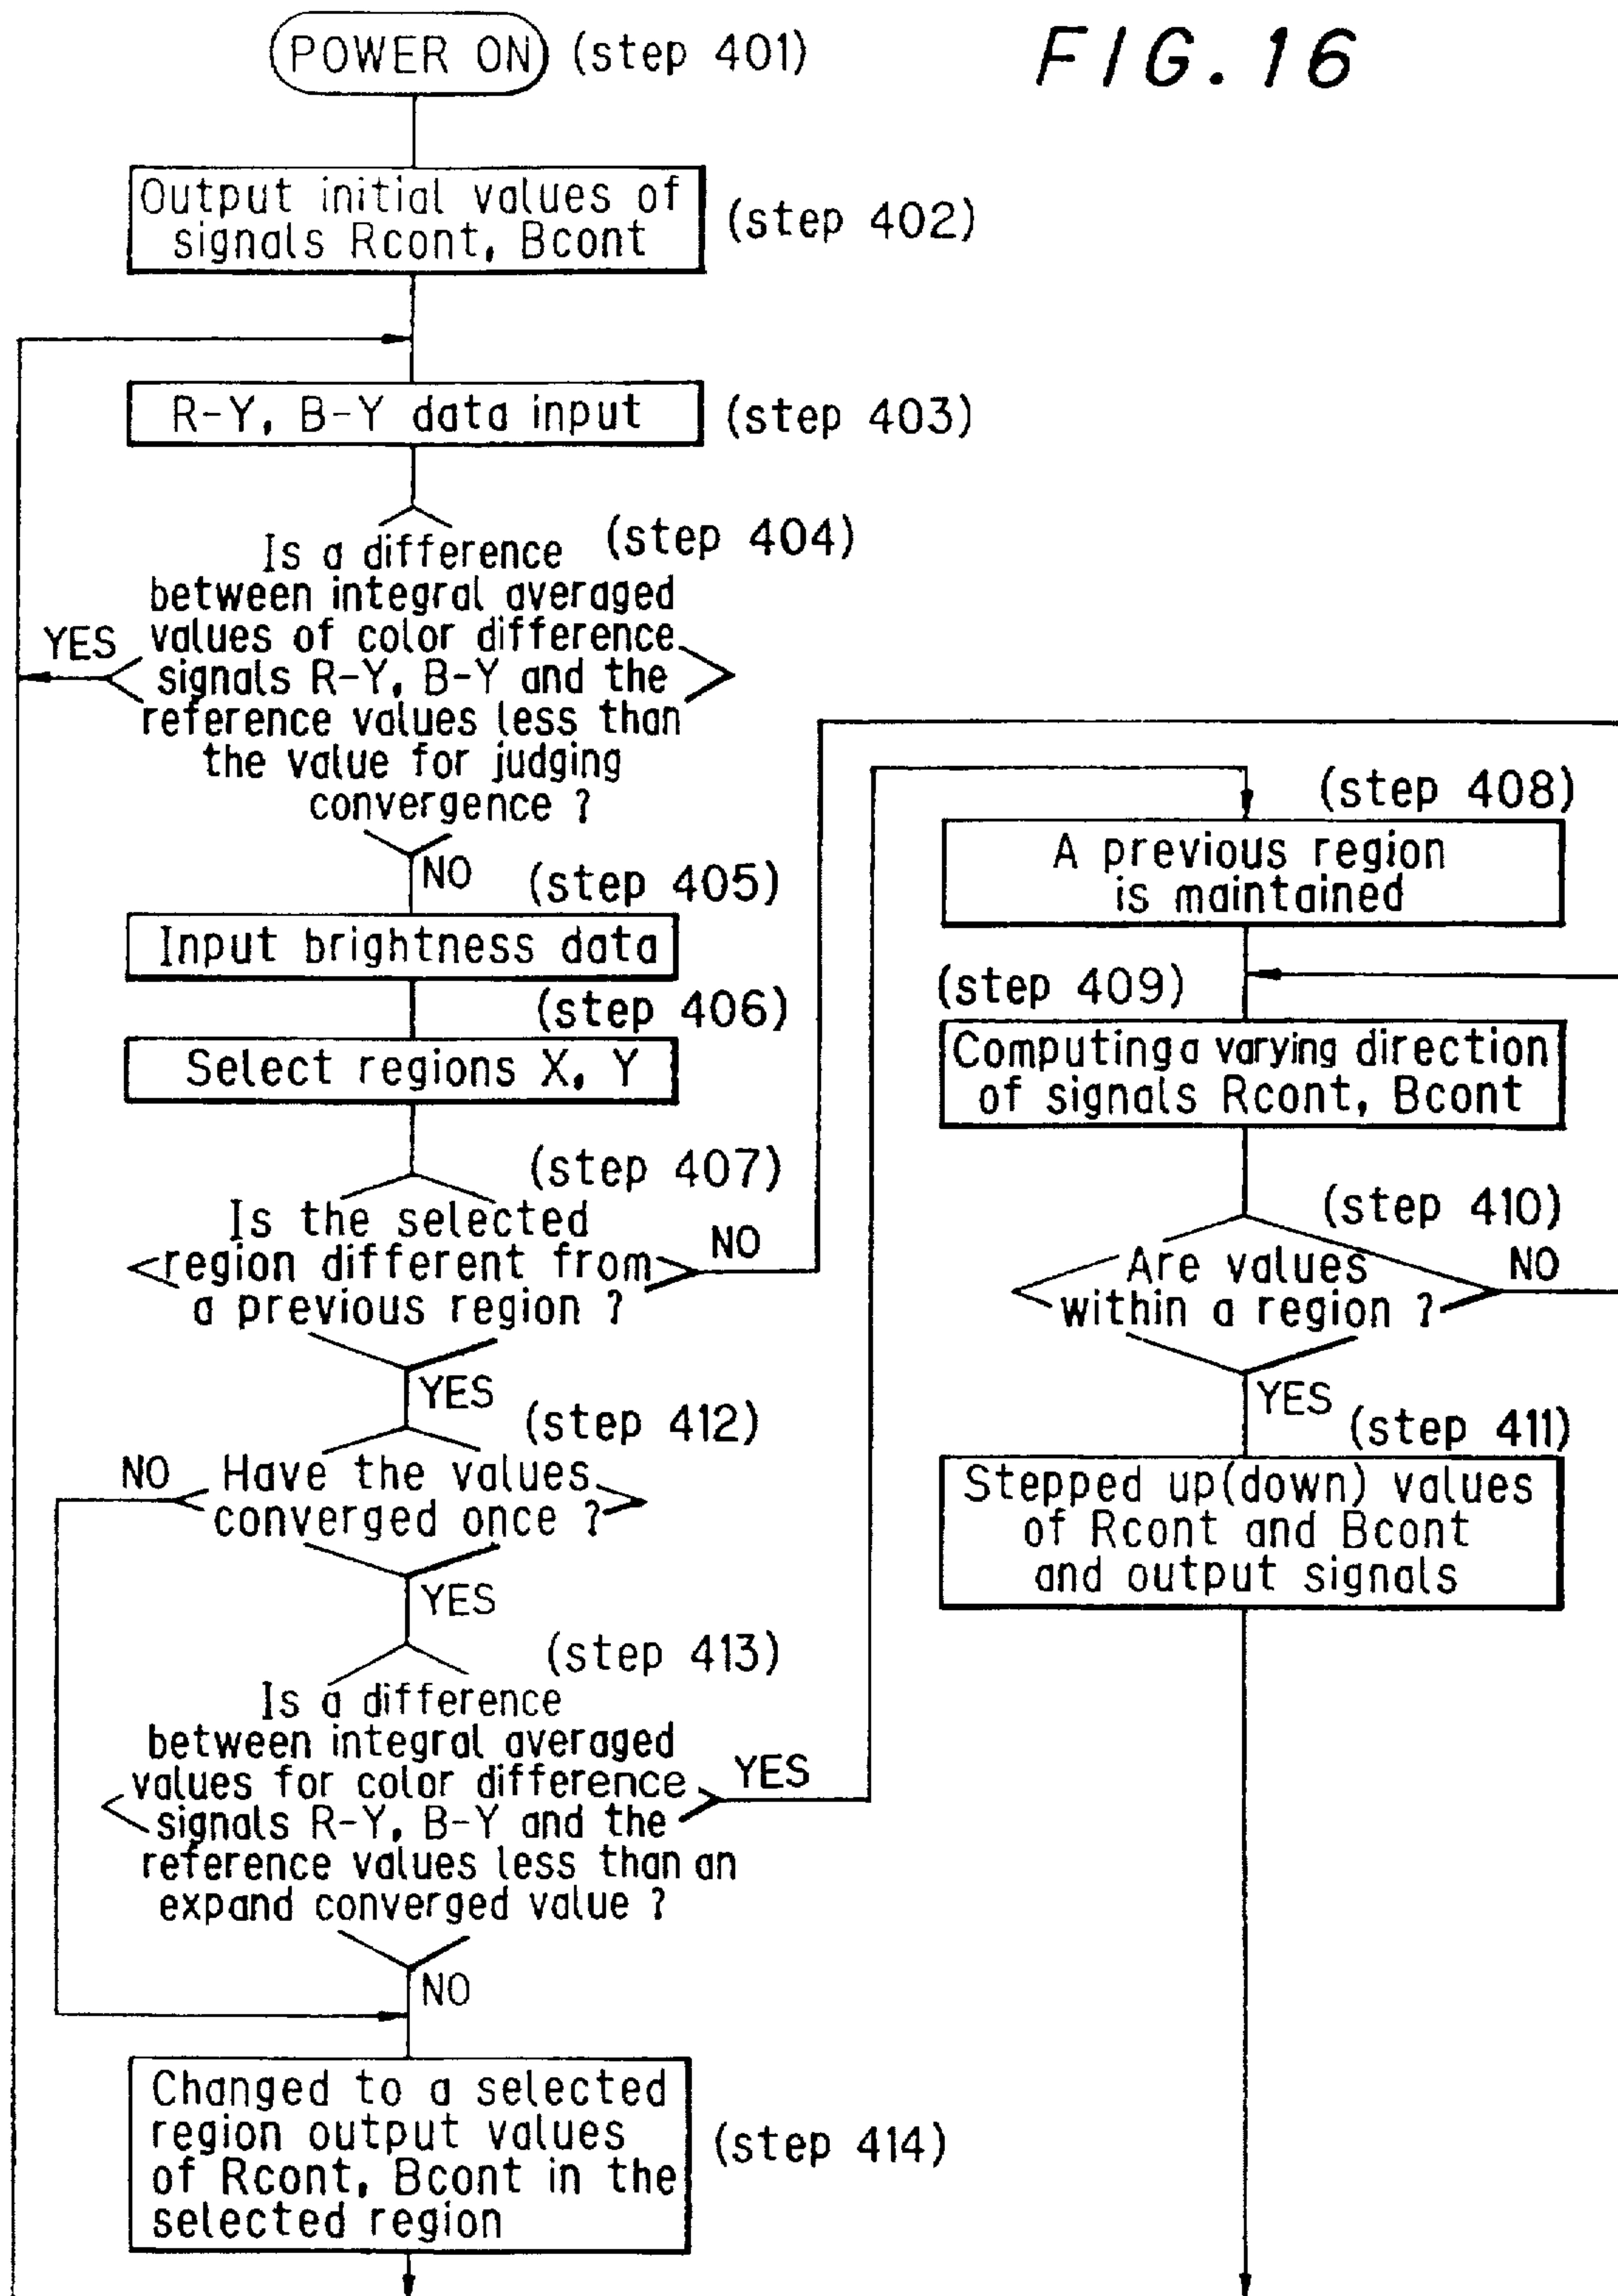 FIG. 16
POWER ON (step 401)
Output initial values of
signals Rcont, Bcont
(step 402)
R-Y, B-Y data input
(step 403)
(step 404)
Is a difference
between integral averaged
values of color difference
signals R-Y, B-Y and the
reference values less than
the value for judging
convergence ?
YES
NO
(step 405)
Input brightness data
(step 406)
Select regions X, Y
(step 407)
Is the selected
region different from
a previous region ?
NO
YES
(step 412)
Have the values
converged once ?
NO
YES
(step 413)
Is a difference
between integral averaged
values for color difference
signals R-Y, B-Y and the
reference values less than an
expand converged value ?
YES
NO
Changed to a selected
region output values
of Rcont, Bcont in the
selected region
(step 414)
(step 408)
A previous region
is maintained
(step 409)
Computing a varying direction
of signals Rcont, Bcont
(step 410)
Are values
within a region ?
NO
YES
(step 411)
Stepped up(down) values
of Rcont and Bcont
and output signals